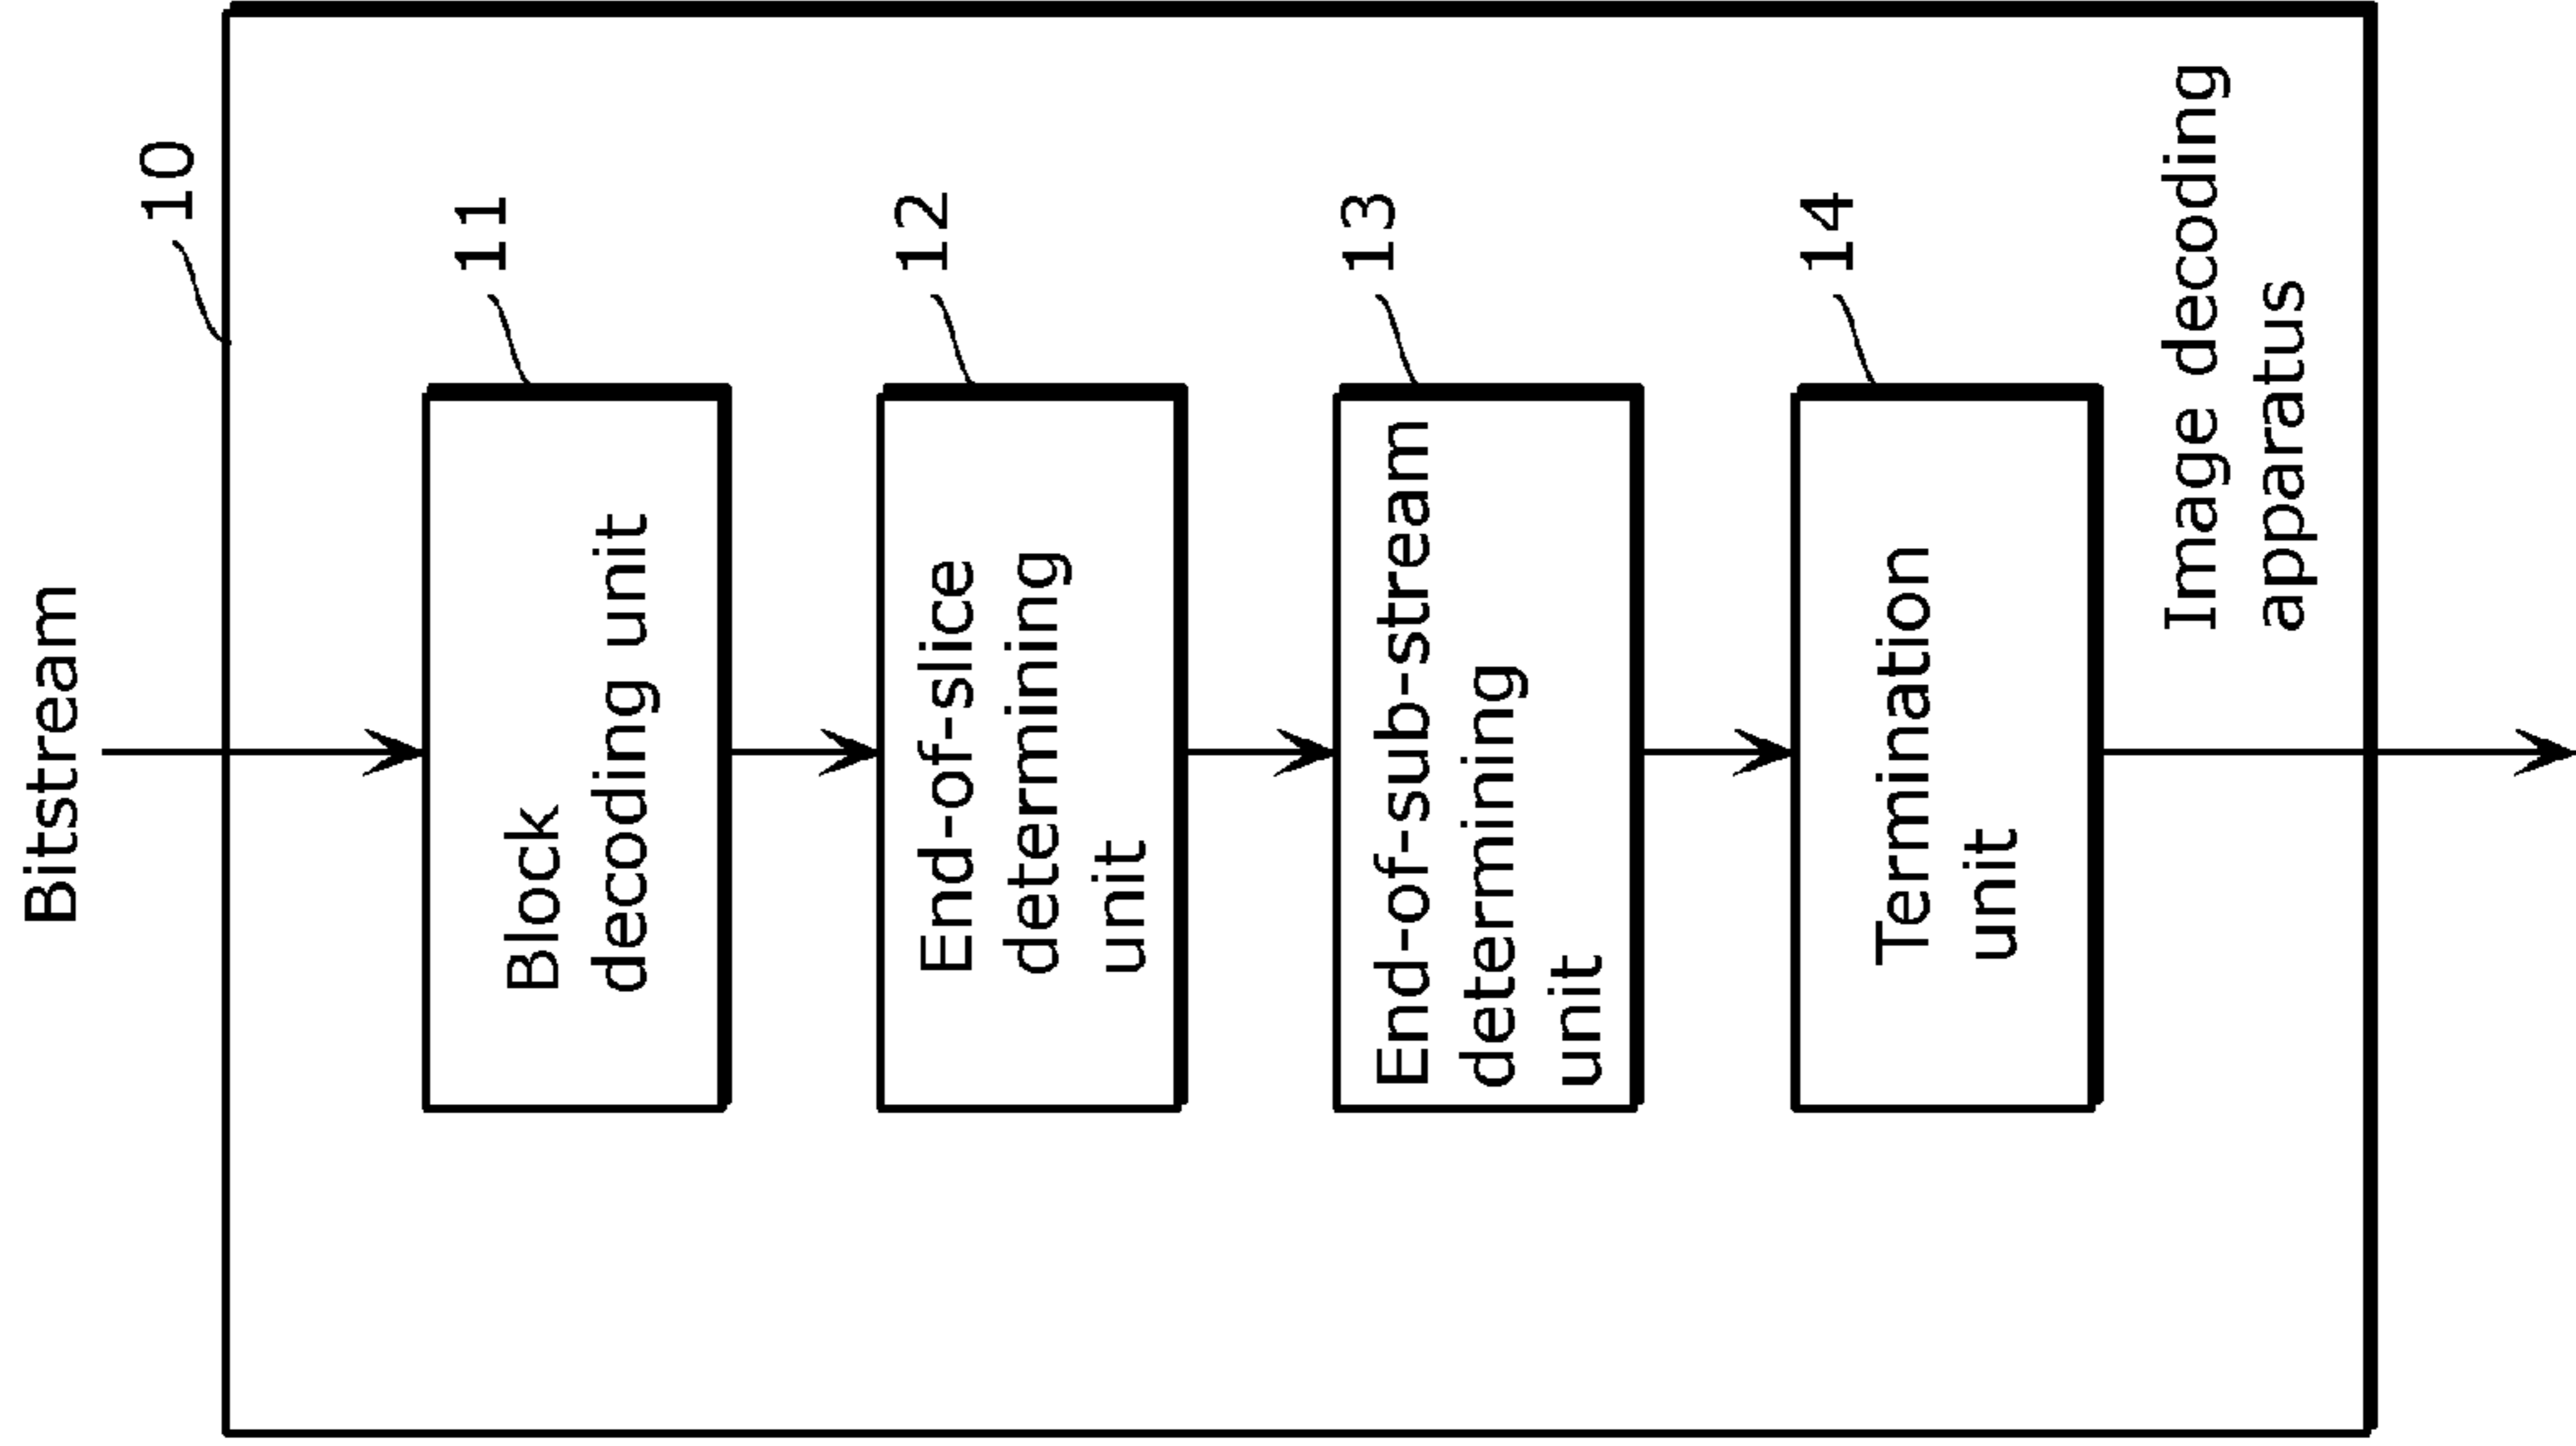 Bitstream
10
11
Block
decoding unit
12
End-of-slice
determining
unit
13
End-of-sub-stream
determining
unit
14
Termination
unit
Image decoding
apparatus